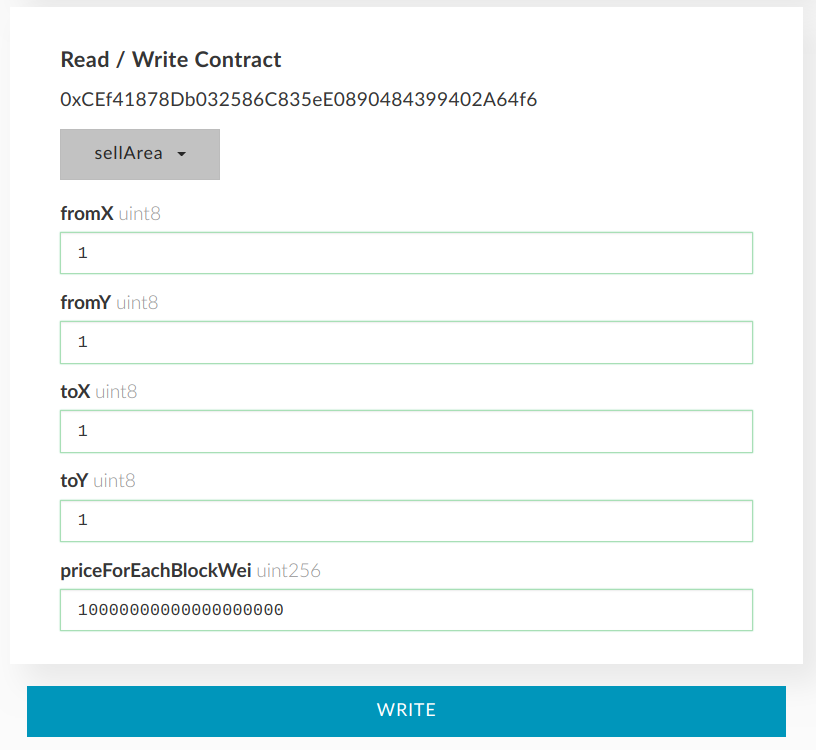 Read / Write Contract
0xCEf41878Db032586C835eE0890484399402A64f6
sellArea
fromX uint8
1
fromY uint8
1
toX uint8
1
toY uint8
1
priceForEachBlockWei uint256
10000000000000000000
WRITE